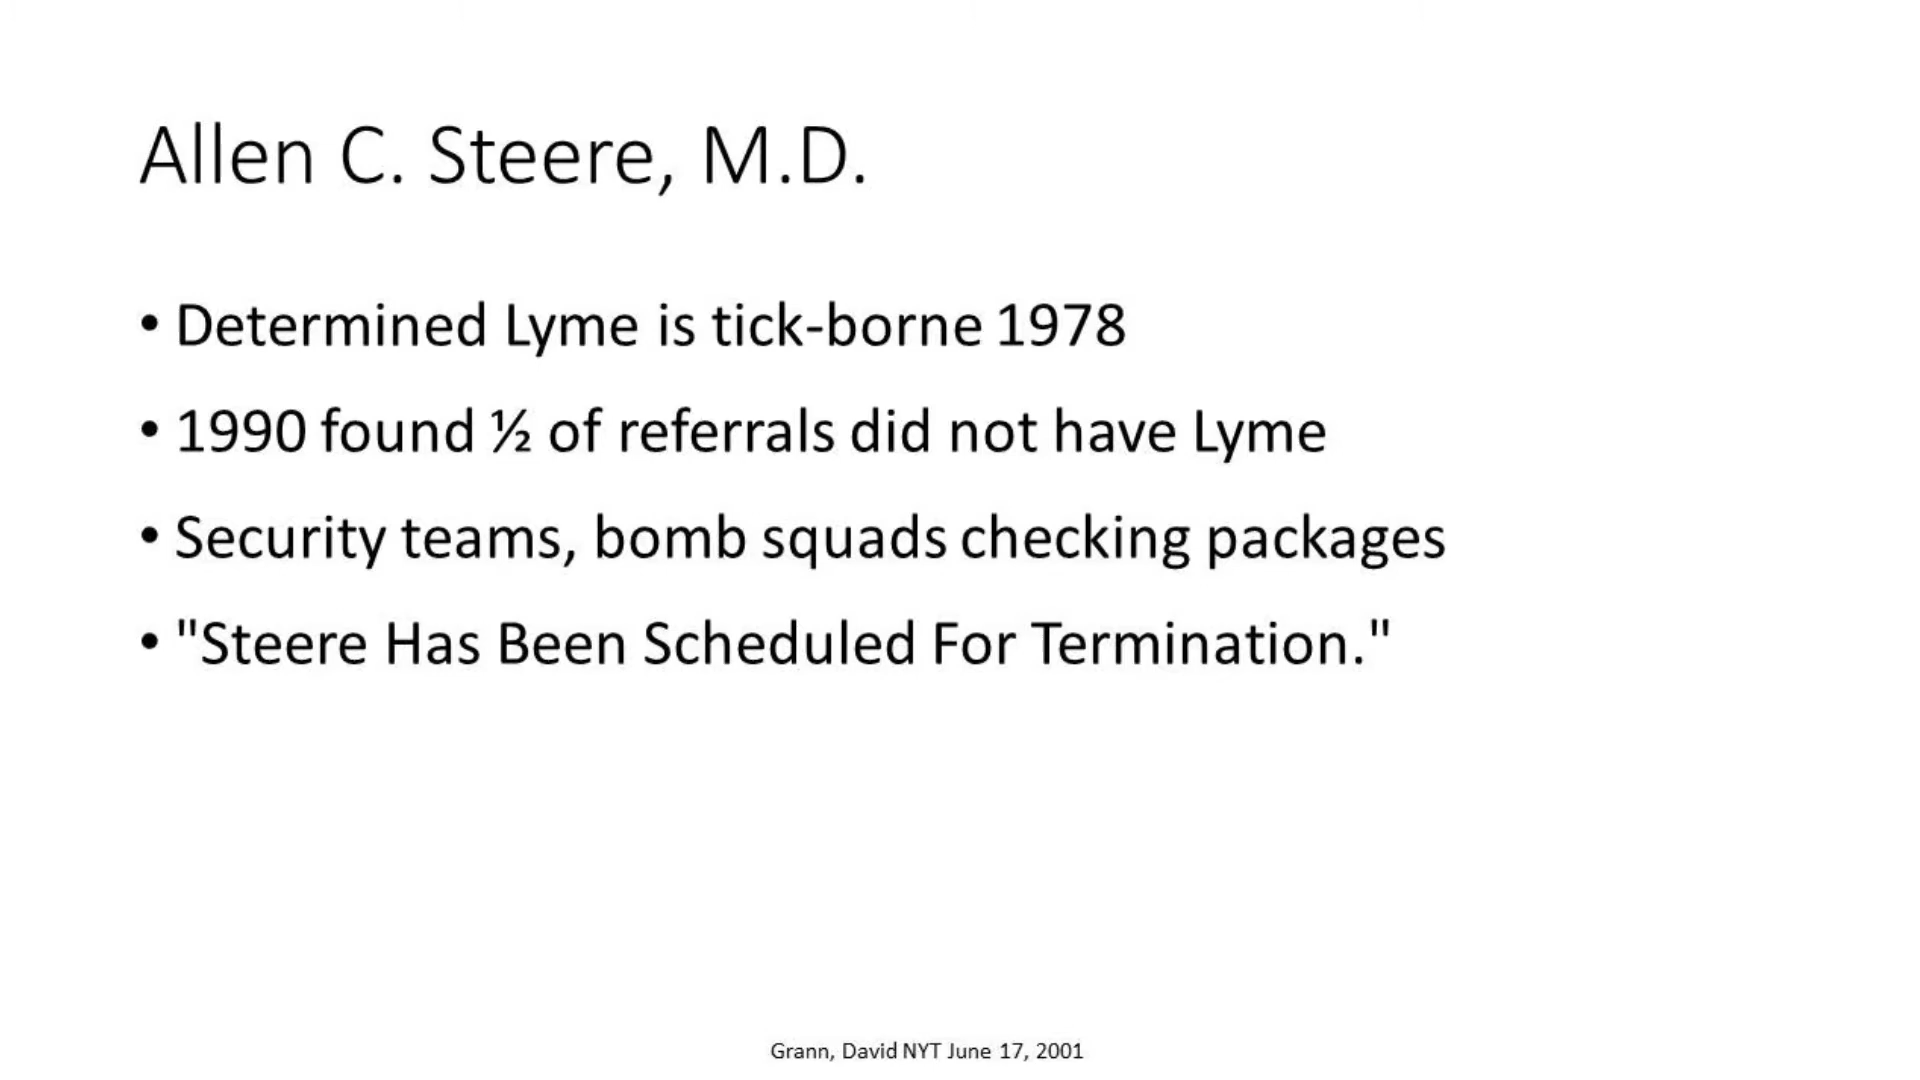 Allen C. Steere, M.D.
• Determined Lyme is tick-borne 1978
• 1990 found ½ of referrals did not have Lyme
• Security teams, bomb squads checking packages
• "Steere Has Been Scheduled For Termination."
Grann, David NYT June 17, 2001